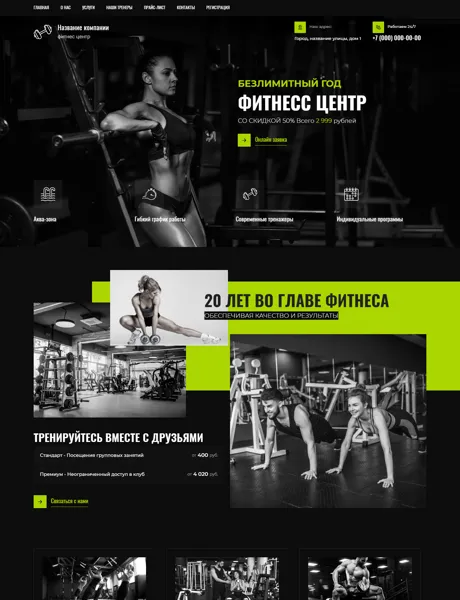 ГЛАВНАЯ О НАС УСЛУГИ НАШИ ТРЕНЕРЫ ПРАЙС-ЛИСТ КОНТАКТЫ РЕГИСТРАЦИЯ
Название компании
фитнес центр
Наш адрес:
Город, название улицы, дом 1
Работаем 24/7
+7 (000) 000-00-00
БЕЗЛИМИТНЫЙ ГОД
ФИТНЕСС ЦЕНТР
СО СКИДКОЙ 50% Всего 2 999 рублей
Онлайн заявка
Аква-зона
Гибкий график работы
Современные тренажеры
Индивидуальные программы
20 ЛЕТ ВО ГЛАВЕ ФИТНЕСА
ОБЕСПЕЧИВАЯ КАЧЕСТВО И РЕЗУЛЬТАТЫ
ТРЕНИРУЙТЕСЬ ВМЕСТЕ С ДРУЗЬЯМИ
Стандарт - Посещение групповых занятий от 400 руб
Премиум - Неограниченный доступ в клуб от 4 020 руб
Связаться с нами